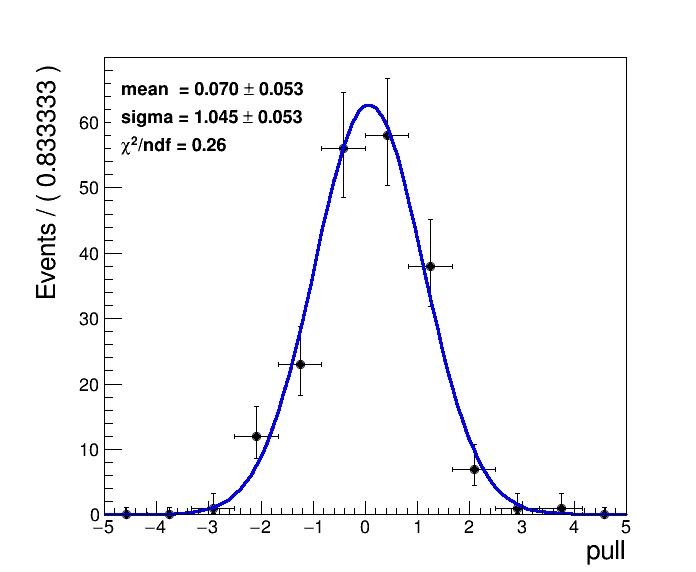 mean = 0.070 ± 0.053
sigma = 1.045 ± 0.053
χ²/ndf = 0.26
Events / ( 0.833333 )
60
50
40
30
20
10
0
−5 −4 −3 −2 −1 0 1 2 3 4 5
pull